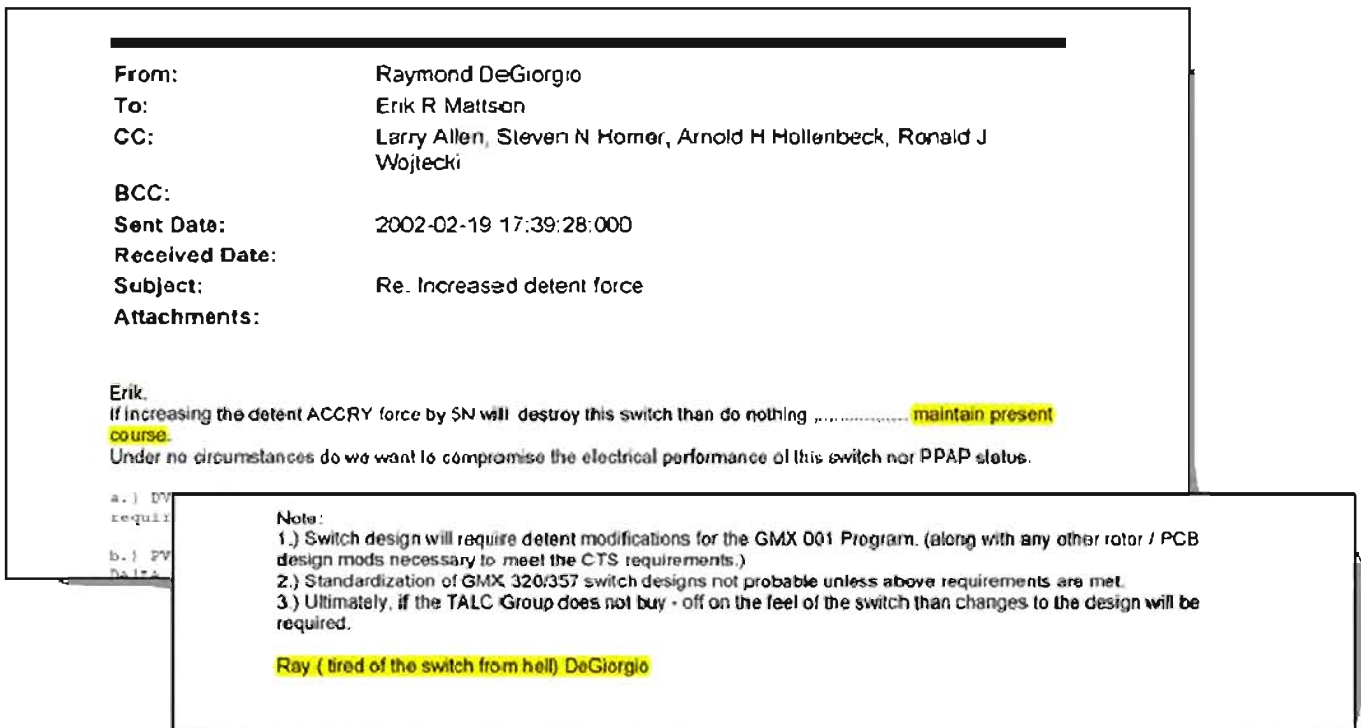 From: Raymond DeGiorgio
To: Erik R Mattson
CC: Larry Allen, Steven N Homer, Arnold H Hollenbeck, Ronald J
Wojtecki
BCC:
Sent Date: 2002-02-19 17:39:28:000
Received Date:
Subject: Re. Increased detent force
Attachments:
Erik,
If increasing the detent ACCRY force by 5N will destroy this switch than do nothing ................. maintain present
course.
Under no circumstances do we want to compromise the electrical performance of this switch nor PPAP status.
a.) DV
requir
b.) PV
Delta
Note:
1.) Switch design will require detent modifications for the GMX 001 Program. (along with any other rotor / PCB
design mods necessary to meet the CTS requirements.)
2.) Standardization of GMX 320/357 switch designs not probable unless above requirements are met.
3.) Ultimately, if the TALC Group does not buy - off on the feel of the switch than changes to the design will be
required.
Ray ( tired of the switch from hell) DeGiorgio